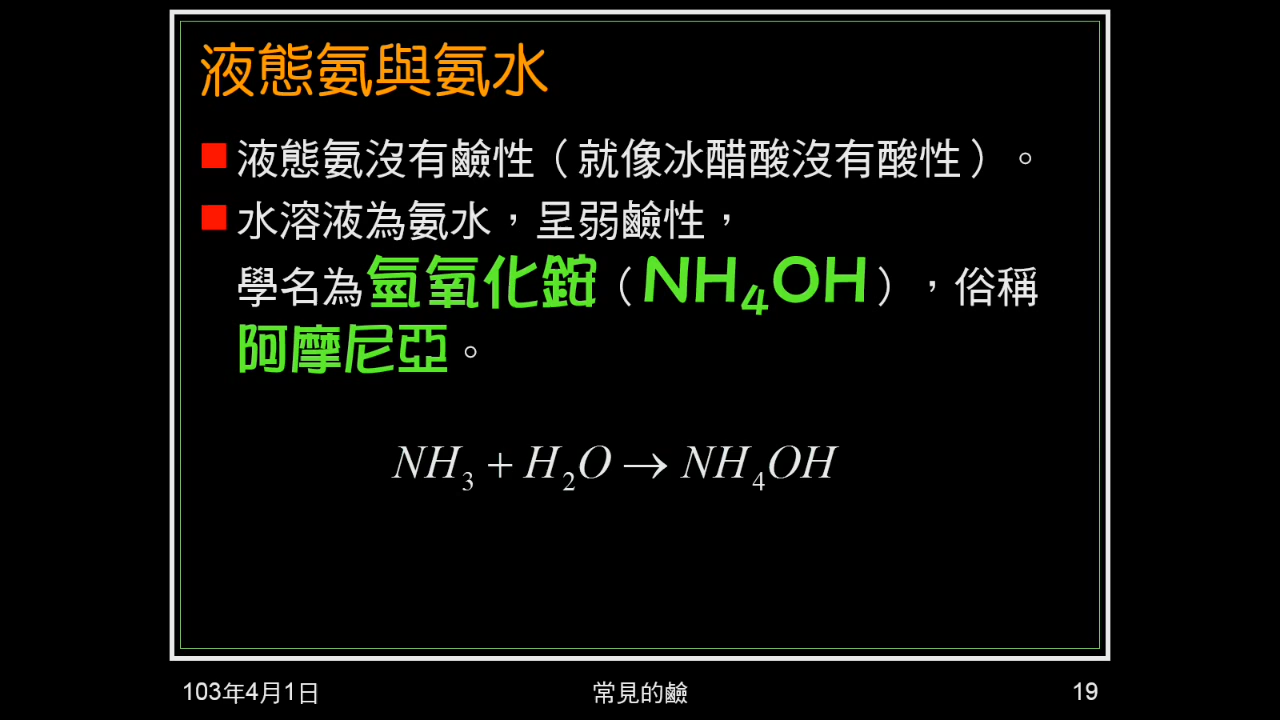 液態氨與氨水
液態氨沒有鹼性（就像冰醋酸沒有酸性）。
水溶液為氨水，呈弱鹼性，
學名為氫氧化銨（NH₄OH），俗稱
阿摩尼亞。
NH₃ + H₂O → NH₄OH
103年4月1日
常見的鹼
19